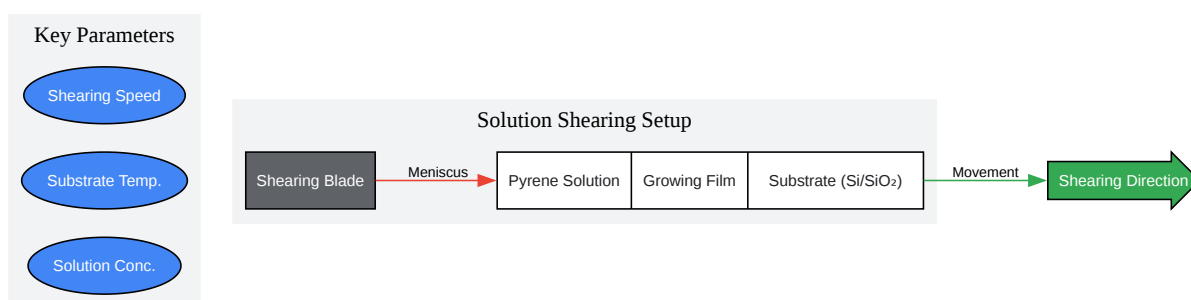 Key Parameters
Shearing Speed
Substrate Temp.
Solution Conc.
Solution Shearing Setup
Shearing Blade
Meniscus
Pyrene Solution
Growing Film
Substrate (Si/SiO₂)
Movement
Shearing Direction